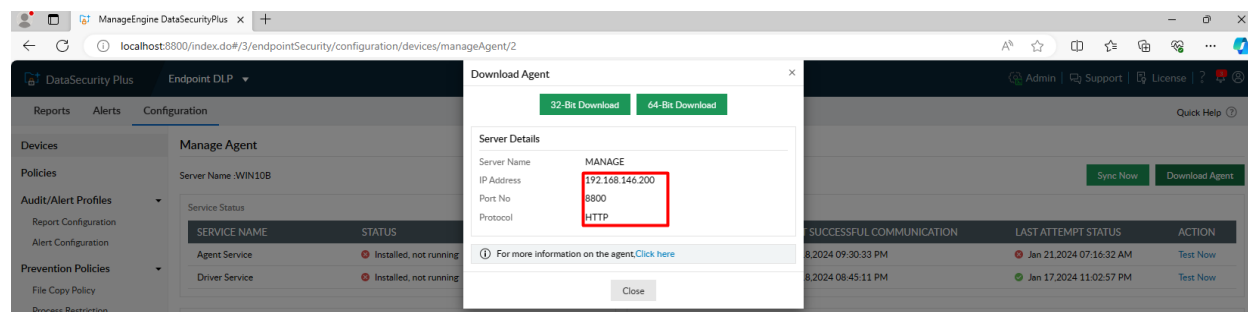 ManageEngine DataSecurityPlus
localhost:8800/index.do#/3/endpointSecurity/configuration/devices/manageAgent/2
DataSecurity Plus
Endpoint DLP
Admin
Support
License
Reports
Alerts
Configuration
Quick Help
Devices
Policies
Audit/Alert Profiles
Report Configuration
Alert Configuration
Prevention Policies
File Copy Policy
Process Restriction
Manage Agent
Server Name :WIN10B
Sync Now
Download Agent
Service Status
SERVICE NAME STATUS T SUCCESSFUL COMMUNICATION LAST ATTEMPT STATUS ACTION
Agent Service Installed, not running 8,2024 09:30:33 PM Jan 21,2024 07:16:32 AM Test Now
Driver Service Installed, not running 8,2024 08:45:11 PM Jan 17,2024 11:02:57 PM Test Now
Download Agent
32-Bit Download
64-Bit Download
Server Details
Server Name MANAGE
IP Address 192.168.146.200
Port No 8800
Protocol HTTP
For more information on the agent,Click here
Close